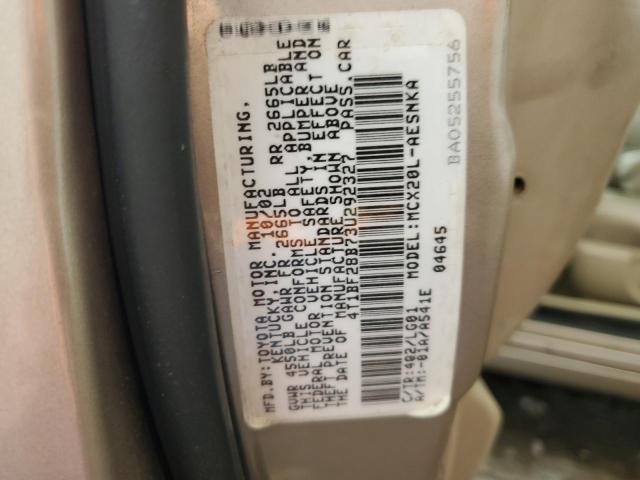 MFD.BY:TOYOTA MOTOR MANUFACTURING,
KENTUCKY,INC. 10/02
GVWR 4550LB GAWR FR 2665LB RR 2665LB
THIS VEHICLE CONFORMS TO ALL APPLICABLE
FEDERAL MOTOR VEHICLE SAFETY,BUMPER,AND
THEFT PREVENTION STANDARDS IN EFFECT ON
THE DATE OF MANUFACTURE SHOWN ABOVE
4T1BF28B73U292327 PASS.CAR
C/TR:4Q2/LG01 MODEL:MCX20L-AESNKA
A/TM:-01A/A541E 04645
BA05255756